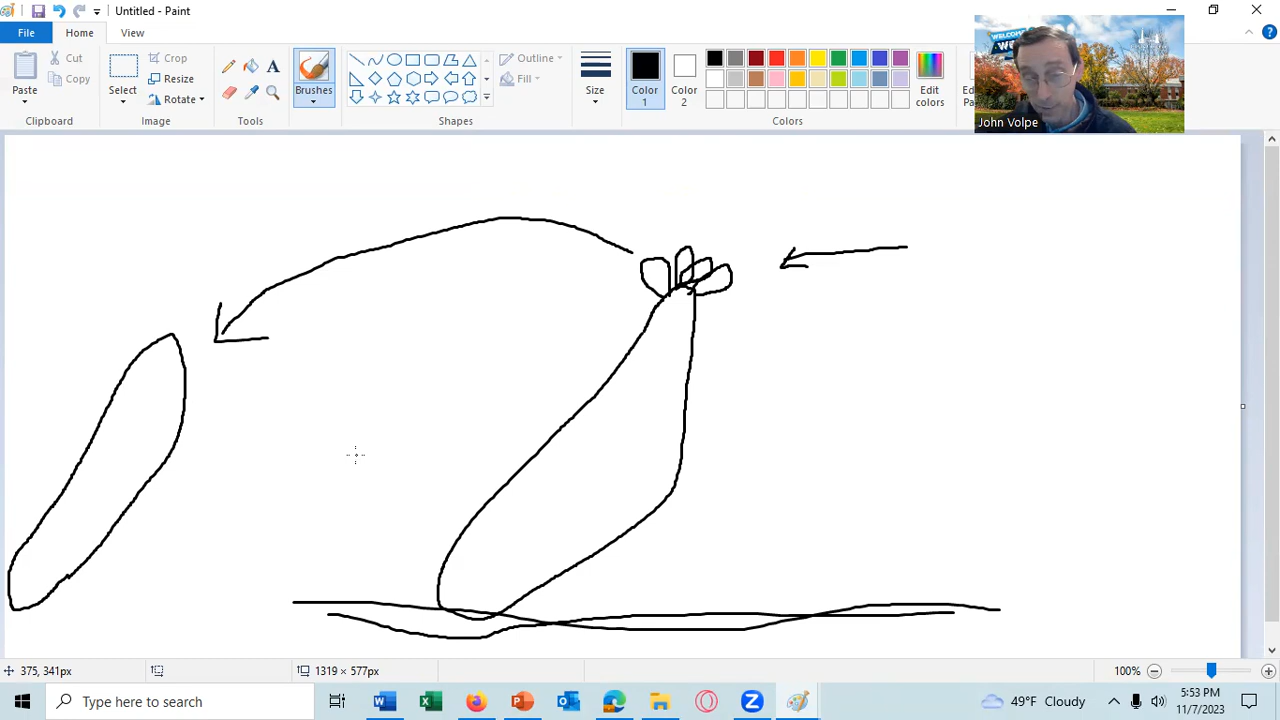 Untitled - Paint
File Home View
Paste Cut Copy Select Crop Resize Rotate Brushes Outline Fill Size Color 1 Color 2 Edit colors
Clipboard Image Tools Shapes Colors
WELCOME
John Volpe
375, 341px 1319 × 577px 100%
Type here to search 49°F Cloudy 5:53 PM
11/7/2023